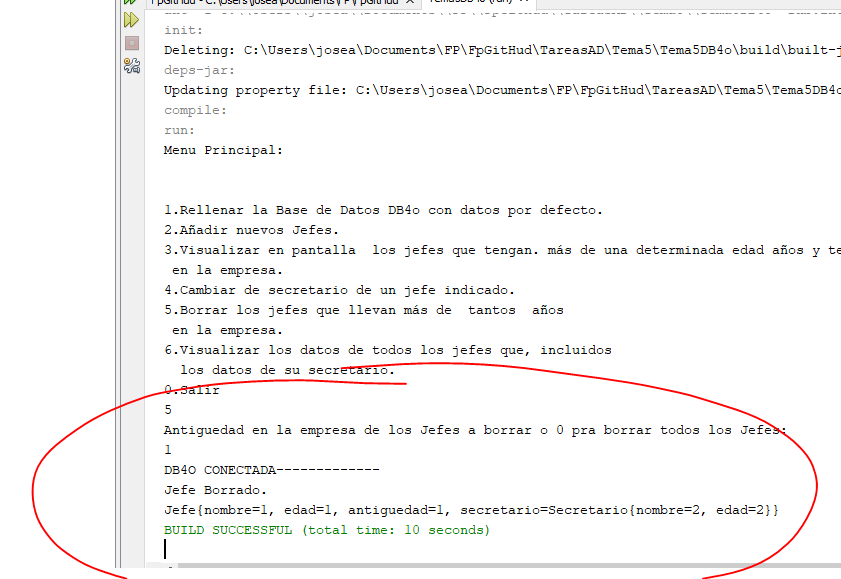 init:
Deleting: C:\Users\josea\Documents\FP\FpGitHud\TareasAD\Tema5\Tema5DB4o\build\built-j
deps-jar:
Updating property file: C:\Users\josea\Documents\FP\FpGitHud\TareasAD\Tema5\Tema5DB4o
compile:
run:
Menu Principal:
1.Rellenar la Base de Datos DB4o con datos por defecto.
2.Añadir nuevos Jefes.
3.Visualizar en pantalla los jefes que tengan. más de una determinada edad años y te
en la empresa.
4.Cambiar de secretario de un jefe indicado.
5.Borrar los jefes que llevan más de tantos años
en la empresa.
6.Visualizar los datos de todos los jefes que, incluidos
los datos de su secretario.
0.Salir
5
Antiguedad en la empresa de los Jefes a borrar o 0 pra borrar todos los Jefes:
1
DB4O CONECTADA-------------
Jefe Borrado.
Jefe{nombre=1, edad=1, antiguedad=1, secretario=Secretario{nombre=2, edad=2}}
BUILD SUCCESSFUL (total time: 10 seconds)